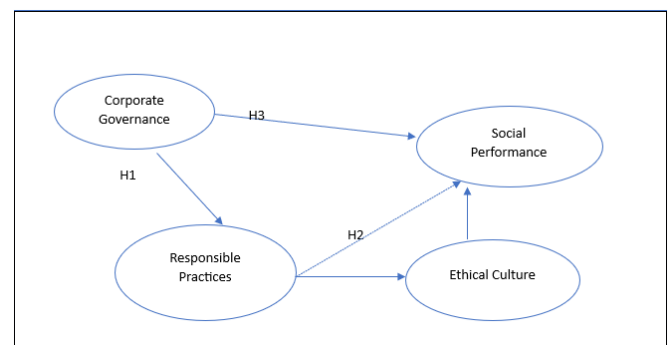 Corporate
Governance
H3
Social
Performance
H1
H2
Responsible
Practices
Ethical Culture